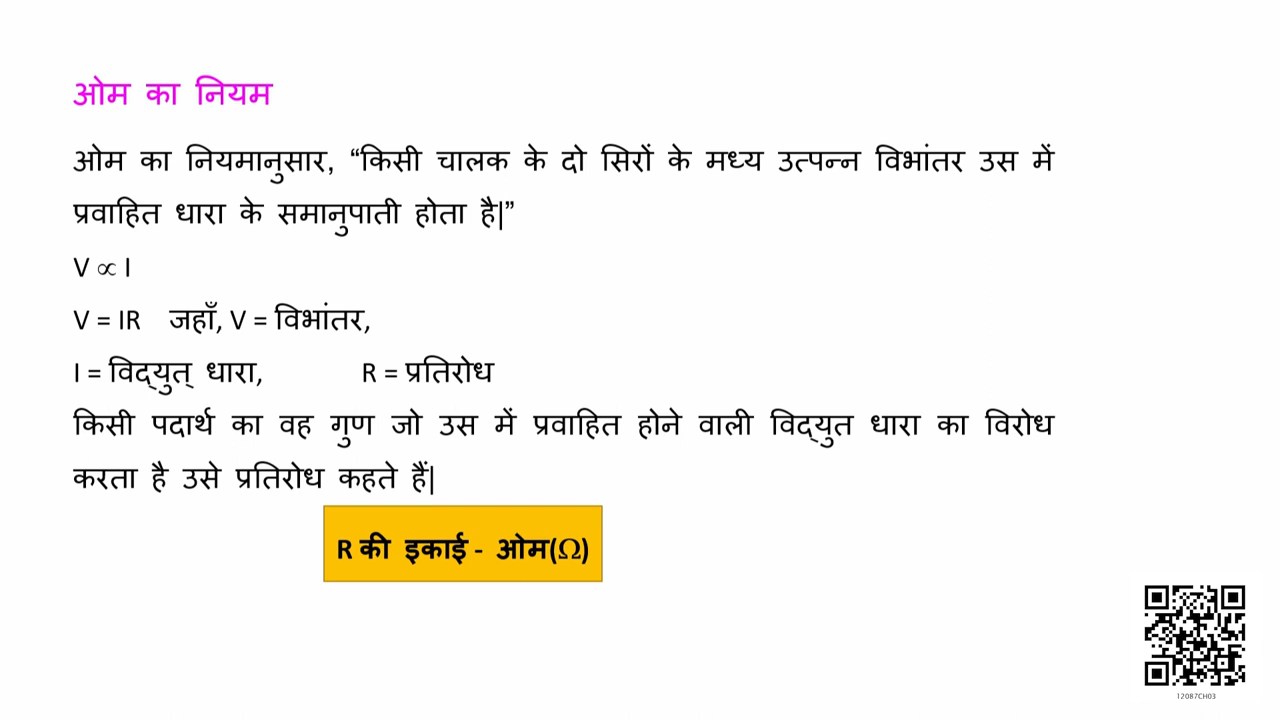 ओम का नियम
ओम का नियमानुसार, “किसी चालक के दो सिरों के मध्य उत्पन्न विभांतर उस में
प्रवाहित धारा के समानुपाती होता है|”
V ∝ I
V = IR जहाँ, V = विभांतर,
I = विद्‌युत् धारा, R = प्रतिरोध
किसी पदार्थ का वह गुण जो उस में प्रवाहित होने वाली विद्‌युत धारा का विरोध
करता है उसे प्रतिरोध कहते हैं|
R की इकाई - ओम(Ω)
12087CH03